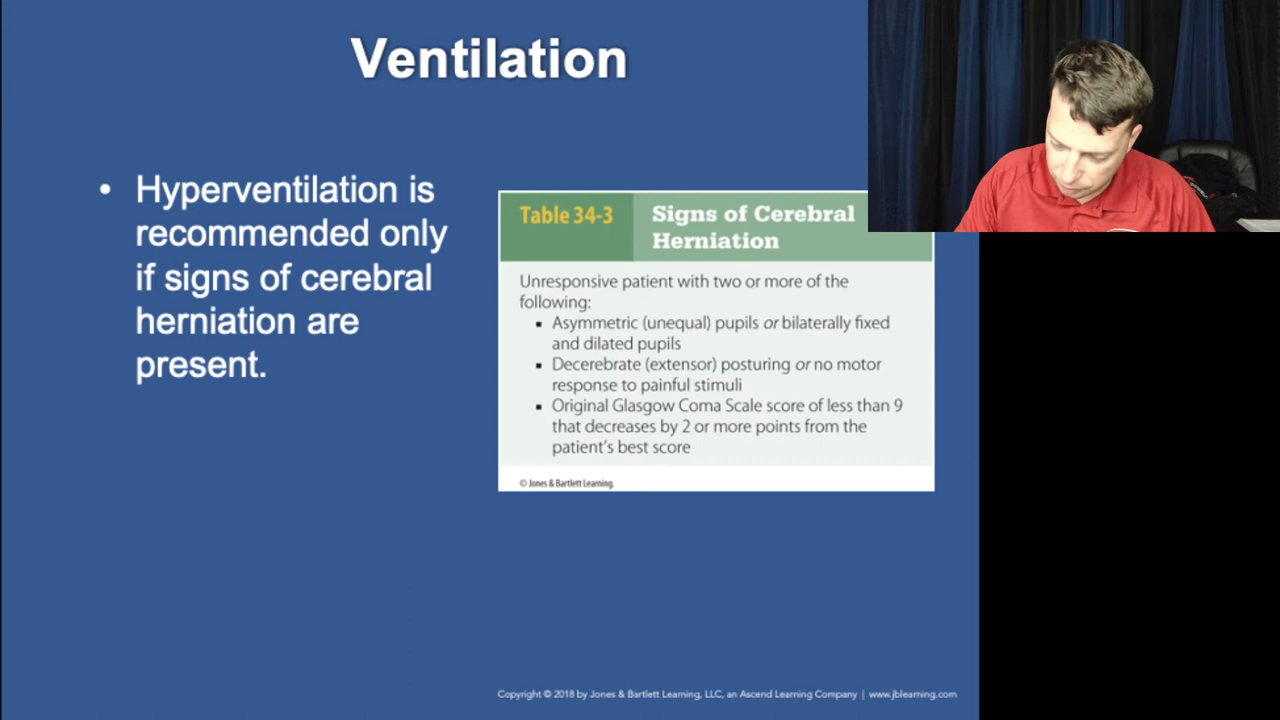 Ventilation
• Hyperventilation is
recommended only
if signs of cerebral
herniation are
present.
Table 34-3
Signs of Cerebral
Herniation
Unresponsive patient with two or more of the
following:
▪ Asymmetric (unequal) pupils or bilaterally fixed
and dilated pupils
▪ Decerebrate (extensor) posturing or no motor
response to painful stimuli
▪ Original Glasgow Coma Scale score of less than 9
that decreases by 2 or more points from the
patient’s best score
© Jones & Bartlett Learning.
Copyright © 2018 by Jones & Bartlett Learning, LLC, an Ascend Learning Company | www.jblearning.com